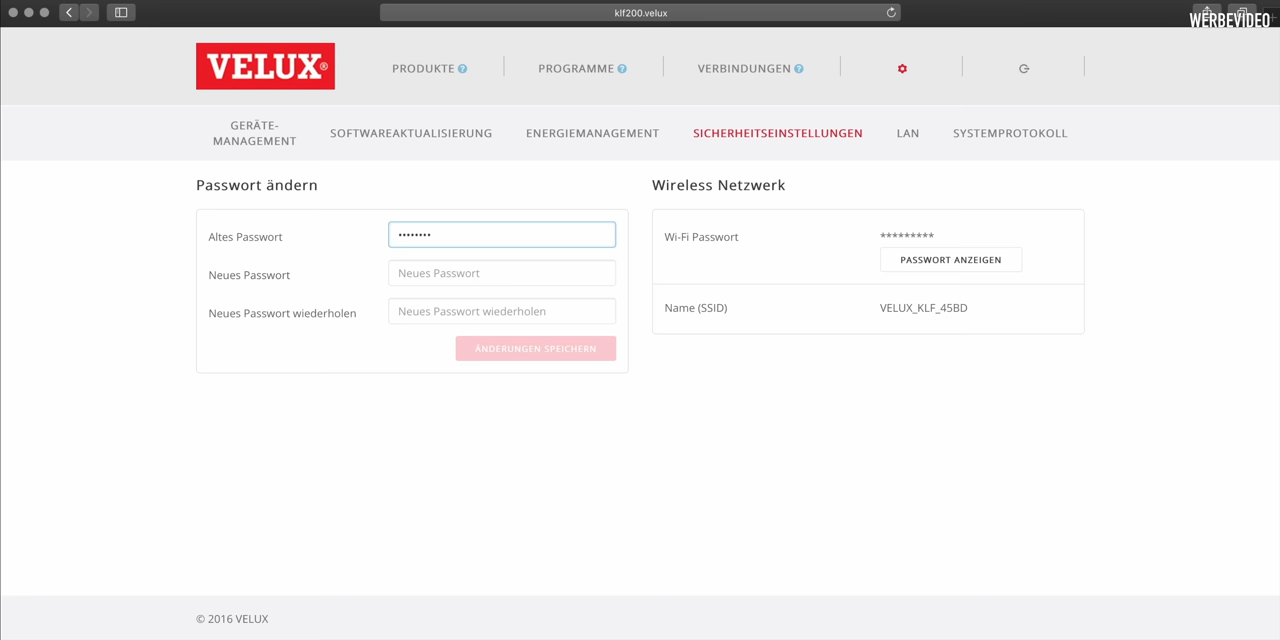 klf200.velux
WERBEVIDEO
VELUX®
PRODUKTE ?
PROGRAMME ?
VERBINDUNGEN ?
GERÄTE-
MANAGEMENT
SOFTWAREAKTUALISIERUNG
ENERGIEMANAGEMENT
SICHERHEITSEINSTELLUNGEN
LAN
SYSTEMPROTOKOLL
Passwort ändern
Altes Passwort ••••••••
Neues Passwort Neues Passwort
Neues Passwort wiederholen Neues Passwort wiederholen
ÄNDERUNGEN SPEICHERN
Wireless Netzwerk
Wi-Fi Passwort *********
PASSWORT ANZEIGEN
Name (SSID) VELUX_KLF_45BD
© 2016 VELUX